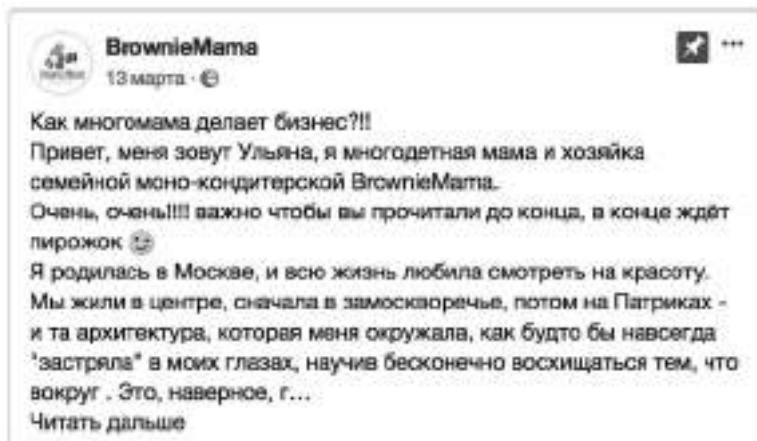 BrownieMama
13 марта ·
Как многомама делает бизнес?!!
Привет, меня зовут Ульяна, я многодетная мама и хозяйка
семейной моно-кондитерской BrownieMama.
Очень, очень!!!! важно чтобы вы прочитали до конца, в конце ждёт
пирожок 😉
Я родилась в Москве, и всю жизнь любила смотреть на красоту.
Мы жили в центре, сначала в замоскворечье, потом на Патриках -
и та архитектура, которая меня окружала, как будто бы навсегда
"застряла" в моих глазах, научив бесконечно восхищаться тем, что
вокруг . Это, наверное, г...
Читать дальше